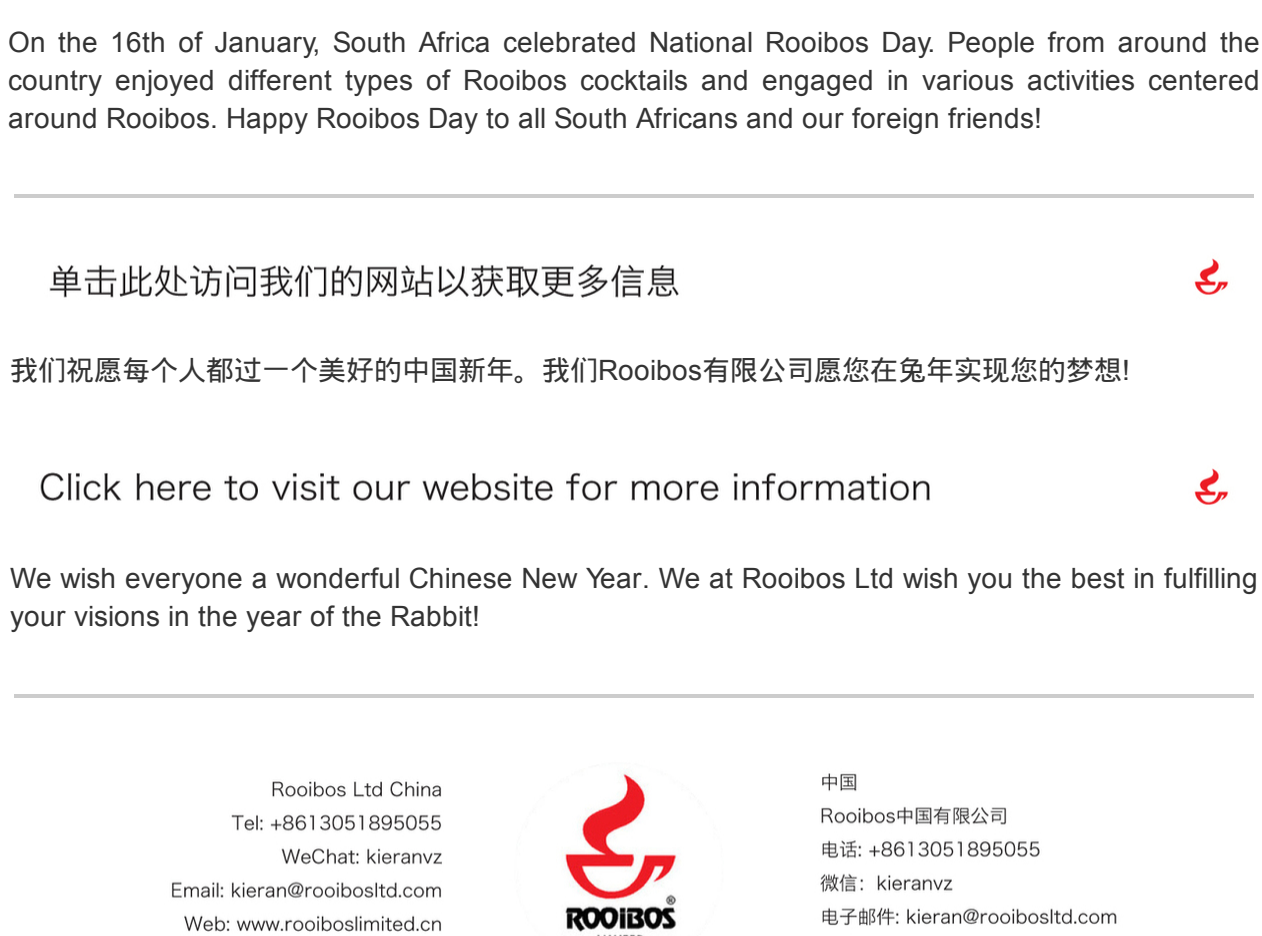 On the 16th of January, South Africa celebrated National Rooibos Day. People from around the
country enjoyed different types of Rooibos cocktails and engaged in various activities centered
around Rooibos. Happy Rooibos Day to all South Africans and our foreign friends!
单击此处访问我们的网站以获取更多信息
我们祝愿每个人都过一个美好的中国新年。我们Rooibos有限公司愿您在兔年实现您的梦想!
Click here to visit our website for more information
We wish everyone a wonderful Chinese New Year. We at Rooibos Ltd wish you the best in fulfilling
your visions in the year of the Rabbit!
Rooibos Ltd China
Tel: +8613051895055
WeChat: kieranvz
Email: kieran@rooibosltd.com
Web: www.rooiboslimited.cn
ROOiBOS®
中国
Rooibos中国有限公司
电话: +8613051895055
微信：kieranvz
电子邮件: kieran@rooibosltd.com